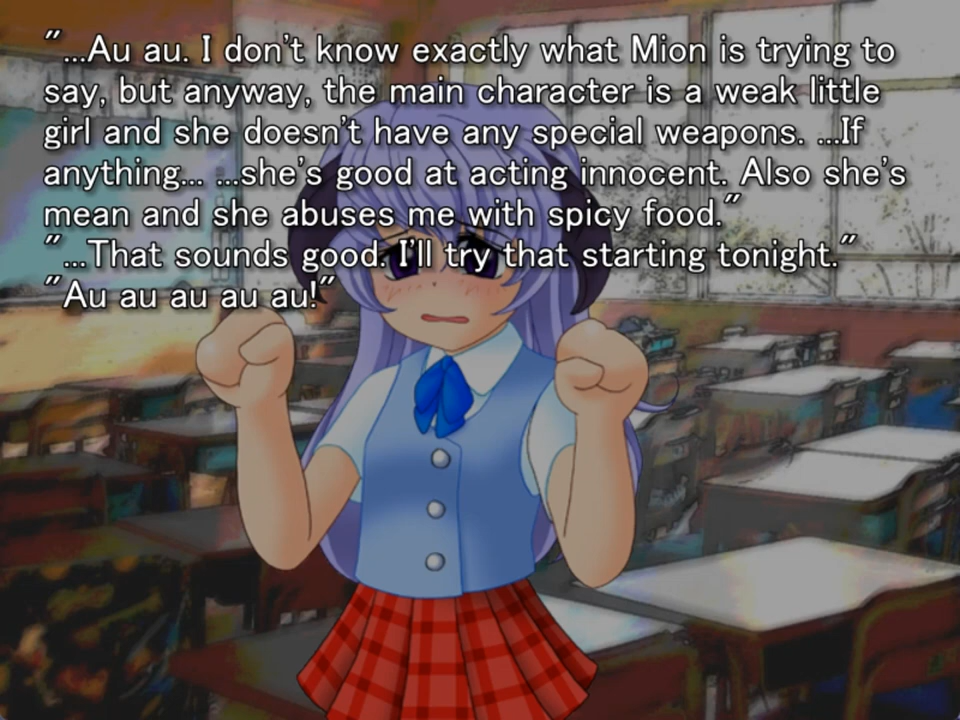 "...Au au. I don't know exactly what Mion is trying to
say, but anyway, the main character is a weak little
girl and she doesn't have any special weapons. ...If
anything... ...she's good at acting innocent. Also she's
mean and she abuses me with spicy food."
"...That sounds good. I'll try that starting tonight."
"Au au au au au!"